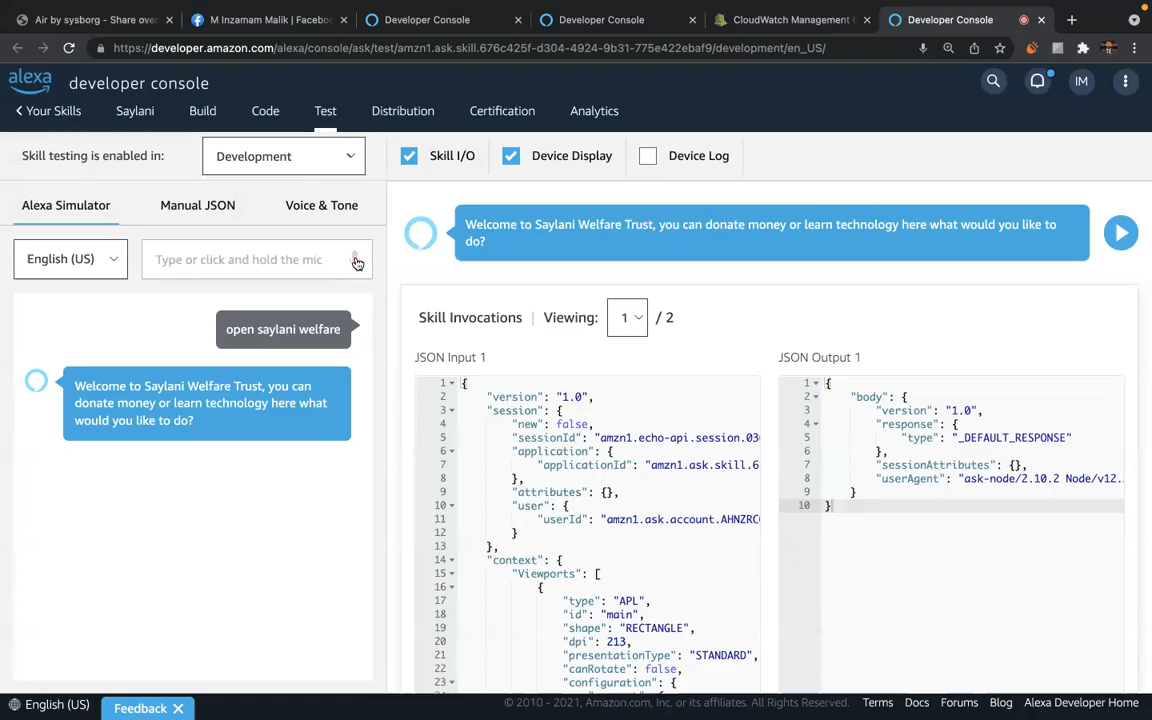 Air by sysborg - Share over
M Inzamam Malik | Facebo
Developer Console
Developer Console
CloudWatch Management C
Developer Console
https://developer.amazon.com/alexa/console/ask/test/amzn1.ask.skill.676c425f-d304-4924-9b31-775e422ebaf9/development/en_US/
alexa developer console
IM
Your Skills Saylani Build Code Test Distribution Certification Analytics
Skill testing is enabled in: Development
Skill I/O Device Display Device Log
Alexa Simulator Manual JSON Voice & Tone
English (US) Type or click and hold the mic
open saylani welfare
Welcome to Saylani Welfare Trust, you can
donate money or learn technology here what
would you like to do?
Welcome to Saylani Welfare Trust, you can donate money or learn technology here what would you like to
do?
Skill Invocations | Viewing: 1 / 2
JSON Input 1
1 {
2 "version": "1.0",
3 "session": {
4 "new": false,
5 "sessionId": "amzn1.echo-api.session.030
6 "application": {
7 "applicationId": "amzn1.ask.skill.6
8 },
9 "attributes": {},
10 "user": {
11 "userId": "amzn1.ask.account.AHNZRC
12 }
13 },
14 "context": {
15 "Viewports": [
16 {
17 "type": "APL",
18 "id": "main",
19 "shape": "RECTANGLE",
20 "dpi": 213,
21 "presentationType": "STANDARD",
22 "canRotate": false,
23 "configuration": {
JSON Output 1
1 {
2 "body": {
3 "version": "1.0",
4 "response": {
5 "type": "_DEFAULT_RESPONSE"
6 },
7 "sessionAttributes": {},
8 "userAgent": "ask-node/2.10.2 Node/v12.
9 }
10 }
English (US) Feedback
© 2010 - 2021, Amazon.com, Inc. or its affiliates. All Rights Reserved. Terms Docs Forums Blog Alexa Developer Home